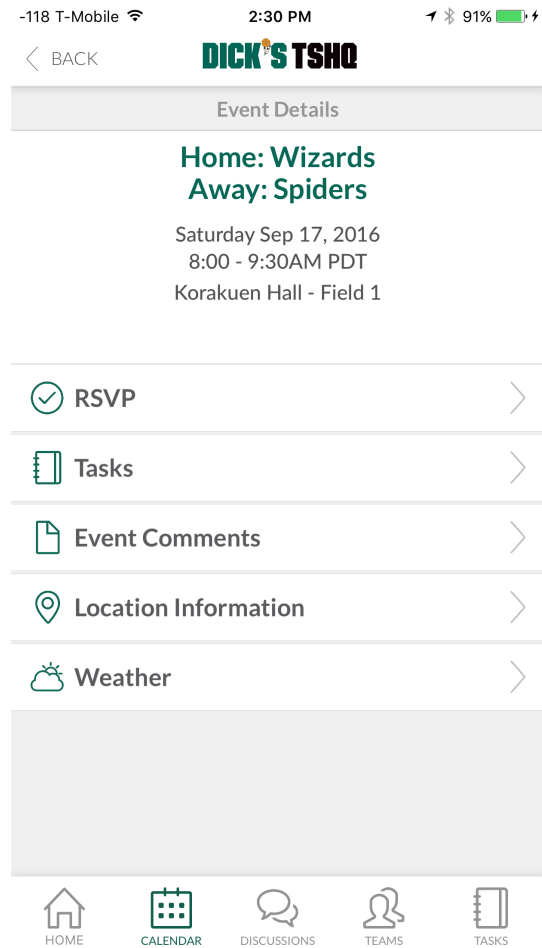 -118 T-Mobile 2:30 PM 91%
BACK DICK'S TSHQ
Event Details
Home: Wizards
Away: Spiders
Saturday Sep 17, 2016
8:00 - 9:30AM PDT
Korakuen Hall - Field 1
RSVP
Tasks
Event Comments
Location Information
Weather
HOME CALENDAR DISCUSSIONS TEAMS TASKS